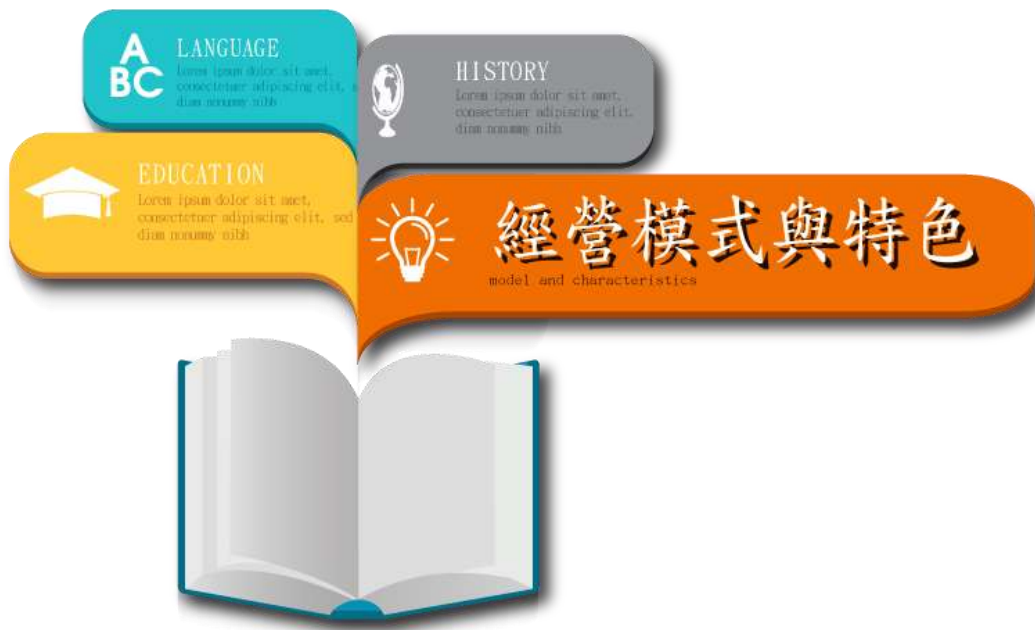 A
BC
LANGUAGE
Lorem ipsum dolor sit amet,
consectetuer adipiscing elit, s
diam nonummy nibh
HISTORY
Lorem ipsum dolor sit amet,
consectetuer adipiscing elit,
diam nonummy nibh
EDUCATION
Lorem ipsum dolor sit amet,
consectetuer adipiscing elit, sed
diam nonummy nibh
經營模式與特色
model and characteristics